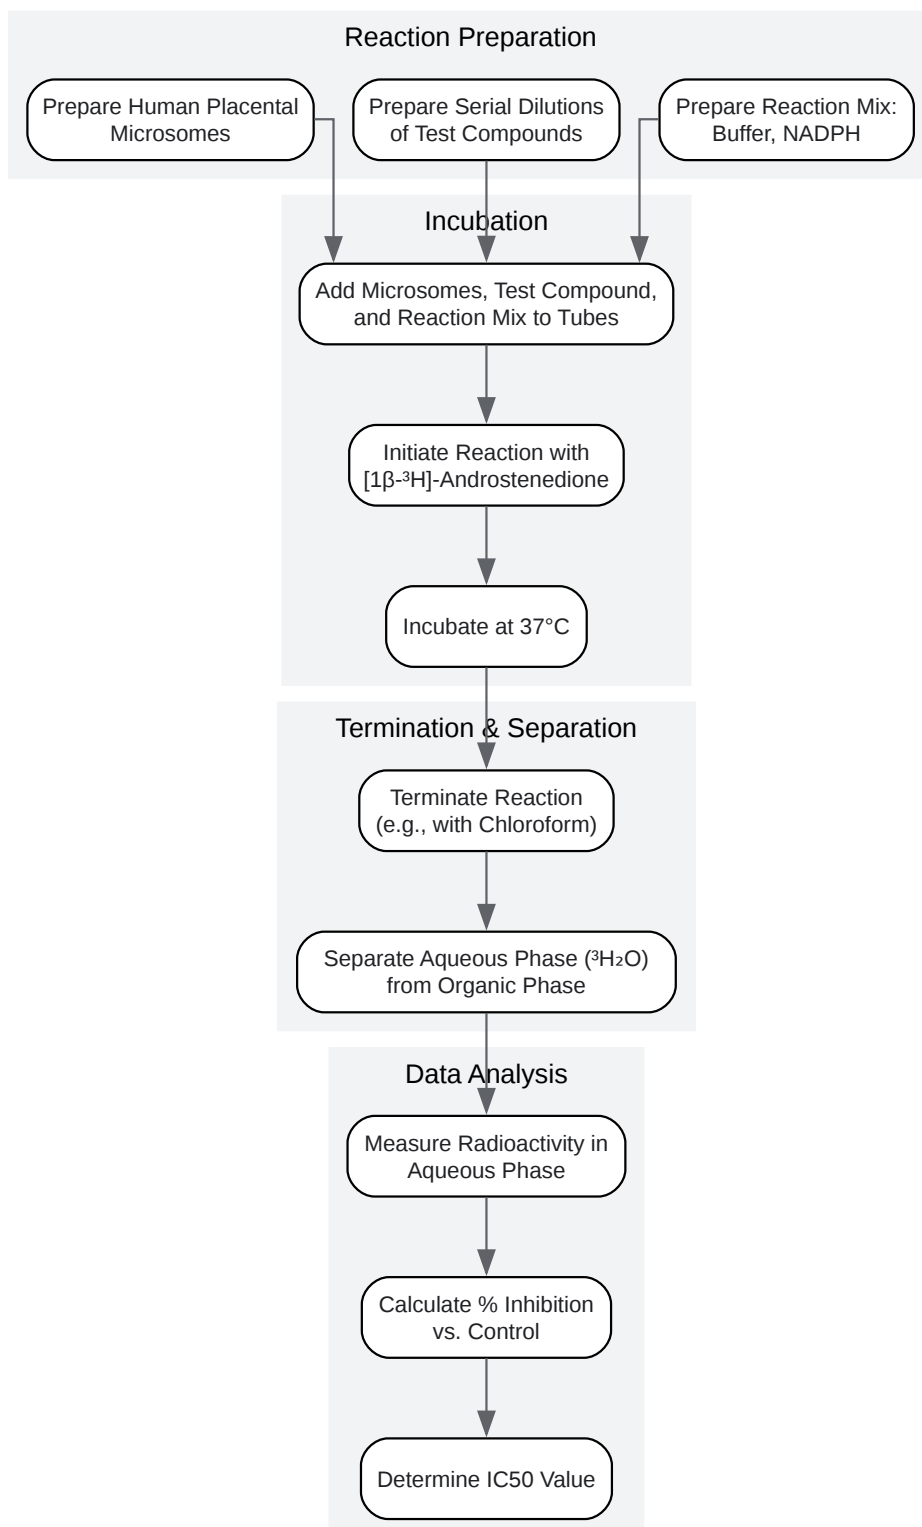 Reaction Preparation
Prepare Human Placental
Microsomes
Prepare Serial Dilutions
of Test Compounds
Prepare Reaction Mix:
Buffer, NADPH
Incubation
Add Microsomes, Test Compound,
and Reaction Mix to Tubes
Initiate Reaction with
[1β-³H]-Androstenedione
Incubate at 37°C
Termination & Separation
Terminate Reaction
(e.g., with Chloroform)
Separate Aqueous Phase (³H₂O)
from Organic Phase
Data Analysis
Measure Radioactivity in
Aqueous Phase
Calculate % Inhibition
vs. Control
Determine IC50 Value